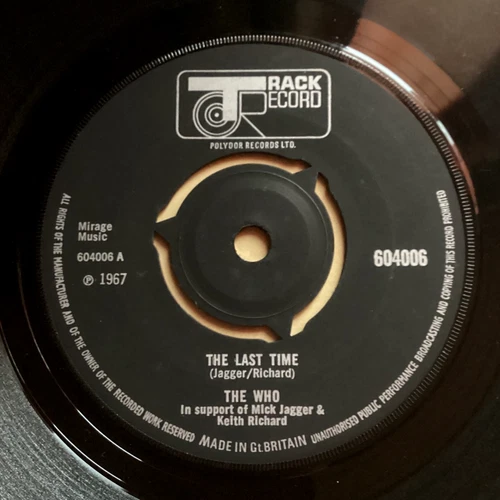 TRACK
RECORD
POLYDOR RECORDS LTD.
Mirage
Music
604006 A
℗ 1967
604006
THE LAST TIME
(Jagger/Richard)
THE WHO
In support of Mick Jagger &
Keith Richard
ALL RIGHTS OF THE MANUFACTURER AND OF THE OWNER OF THE RECORDED WORK RESERVED
MADE IN Gt. BRITAIN
UNAUTHORISED PUBLIC PERFORMANCE BROADCASTING AND COPYING OF THIS RECORD PROHIBITED